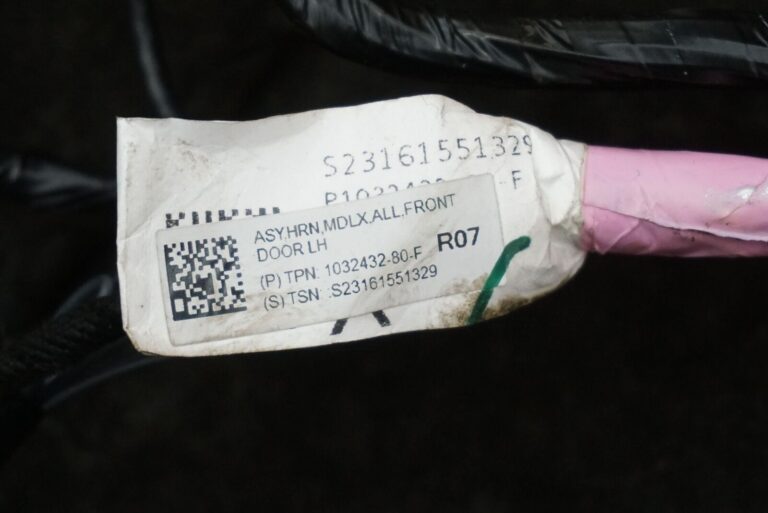 S23161551329
-F
ASY,HRN,MDLX,ALL,FRONT
DOOR LH
(P) TPN: 1032432-80-F R07
(S) TSN: :S23161551329